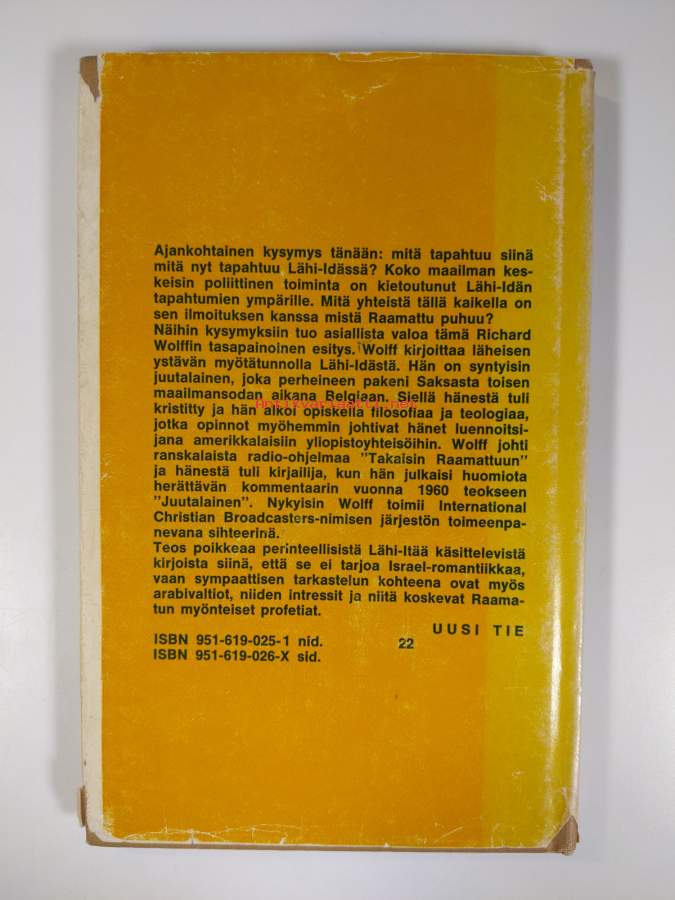 Ajankohtainen kysymys tänään: mitä tapahtuu siinä
mitä nyt tapahtuu Lähi-Idässä? Koko maailman kes-
keisin poliittinen toiminta on kietoutunut Lähi-Idän
tapahtumien ympärille. Mitä yhteistä tällä kaikella on
sen ilmoituksen kanssa mistä Raamattu puhuu?
Näihin kysymyksiin tuo asiallista valoa tämä Richard
Wolffin tasapainoinen esitys. Wolff kirjoittaa läheisen
ystävän myötätunnolla Lähi-Idästä. Hän on syntyisin
juutalainen, joka perheineen pakeni Saksasta toisen
maailmansodan aikana Belgiaan. Siellä hänestä tuli
antikvariaatti.net
kristitty ja hän alkoi opiskella filosofiaa ja teologiaa,
jotka opinnot myöhemmin johtivat hänet luennoitsi-
jana amerikkalaisiin yliopistoyhteisöihin. Wolff johti
ranskalaista radio-ohjelmaa "Takaisin Raamattuun"
ja hänestä tuli kirjailija, kun hän julkaisi huomiota
herättävän kommentaarin vuonna 1960 teokseen
"Juutalainen". Nykyisin Wolff toimii International
Christian Broadcasters-nimisen järjestön toimeenpa-
nevana sihteerinä.
Teos poikkeaa perinteellisistä Lähi-Itää käsittelevistä
kirjoista siinä, että se ei tarjoa Israel-romantiikkaa,
vaan sympaattisen tarkastelun kohteena ovat myös
arabivaltiot, niiden intressit ja niitä koskevat Raama-
tun myönteiset profetiat.
UUSI TIE
ISBN 951-619-025-1 nid.
22
ISBN 951-619-026-X sid.